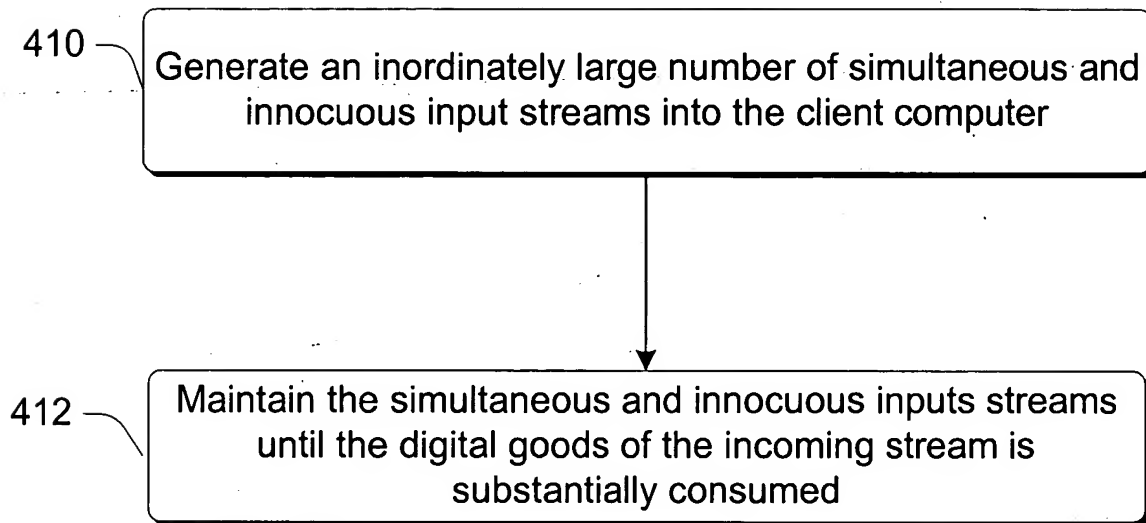 410
Generate an inordinately large number of simultaneous and
innocuous input streams into the client computer
412
Maintain the simultaneous and innocuous inputs streams
until the digital goods of the incoming stream is
substantially consumed